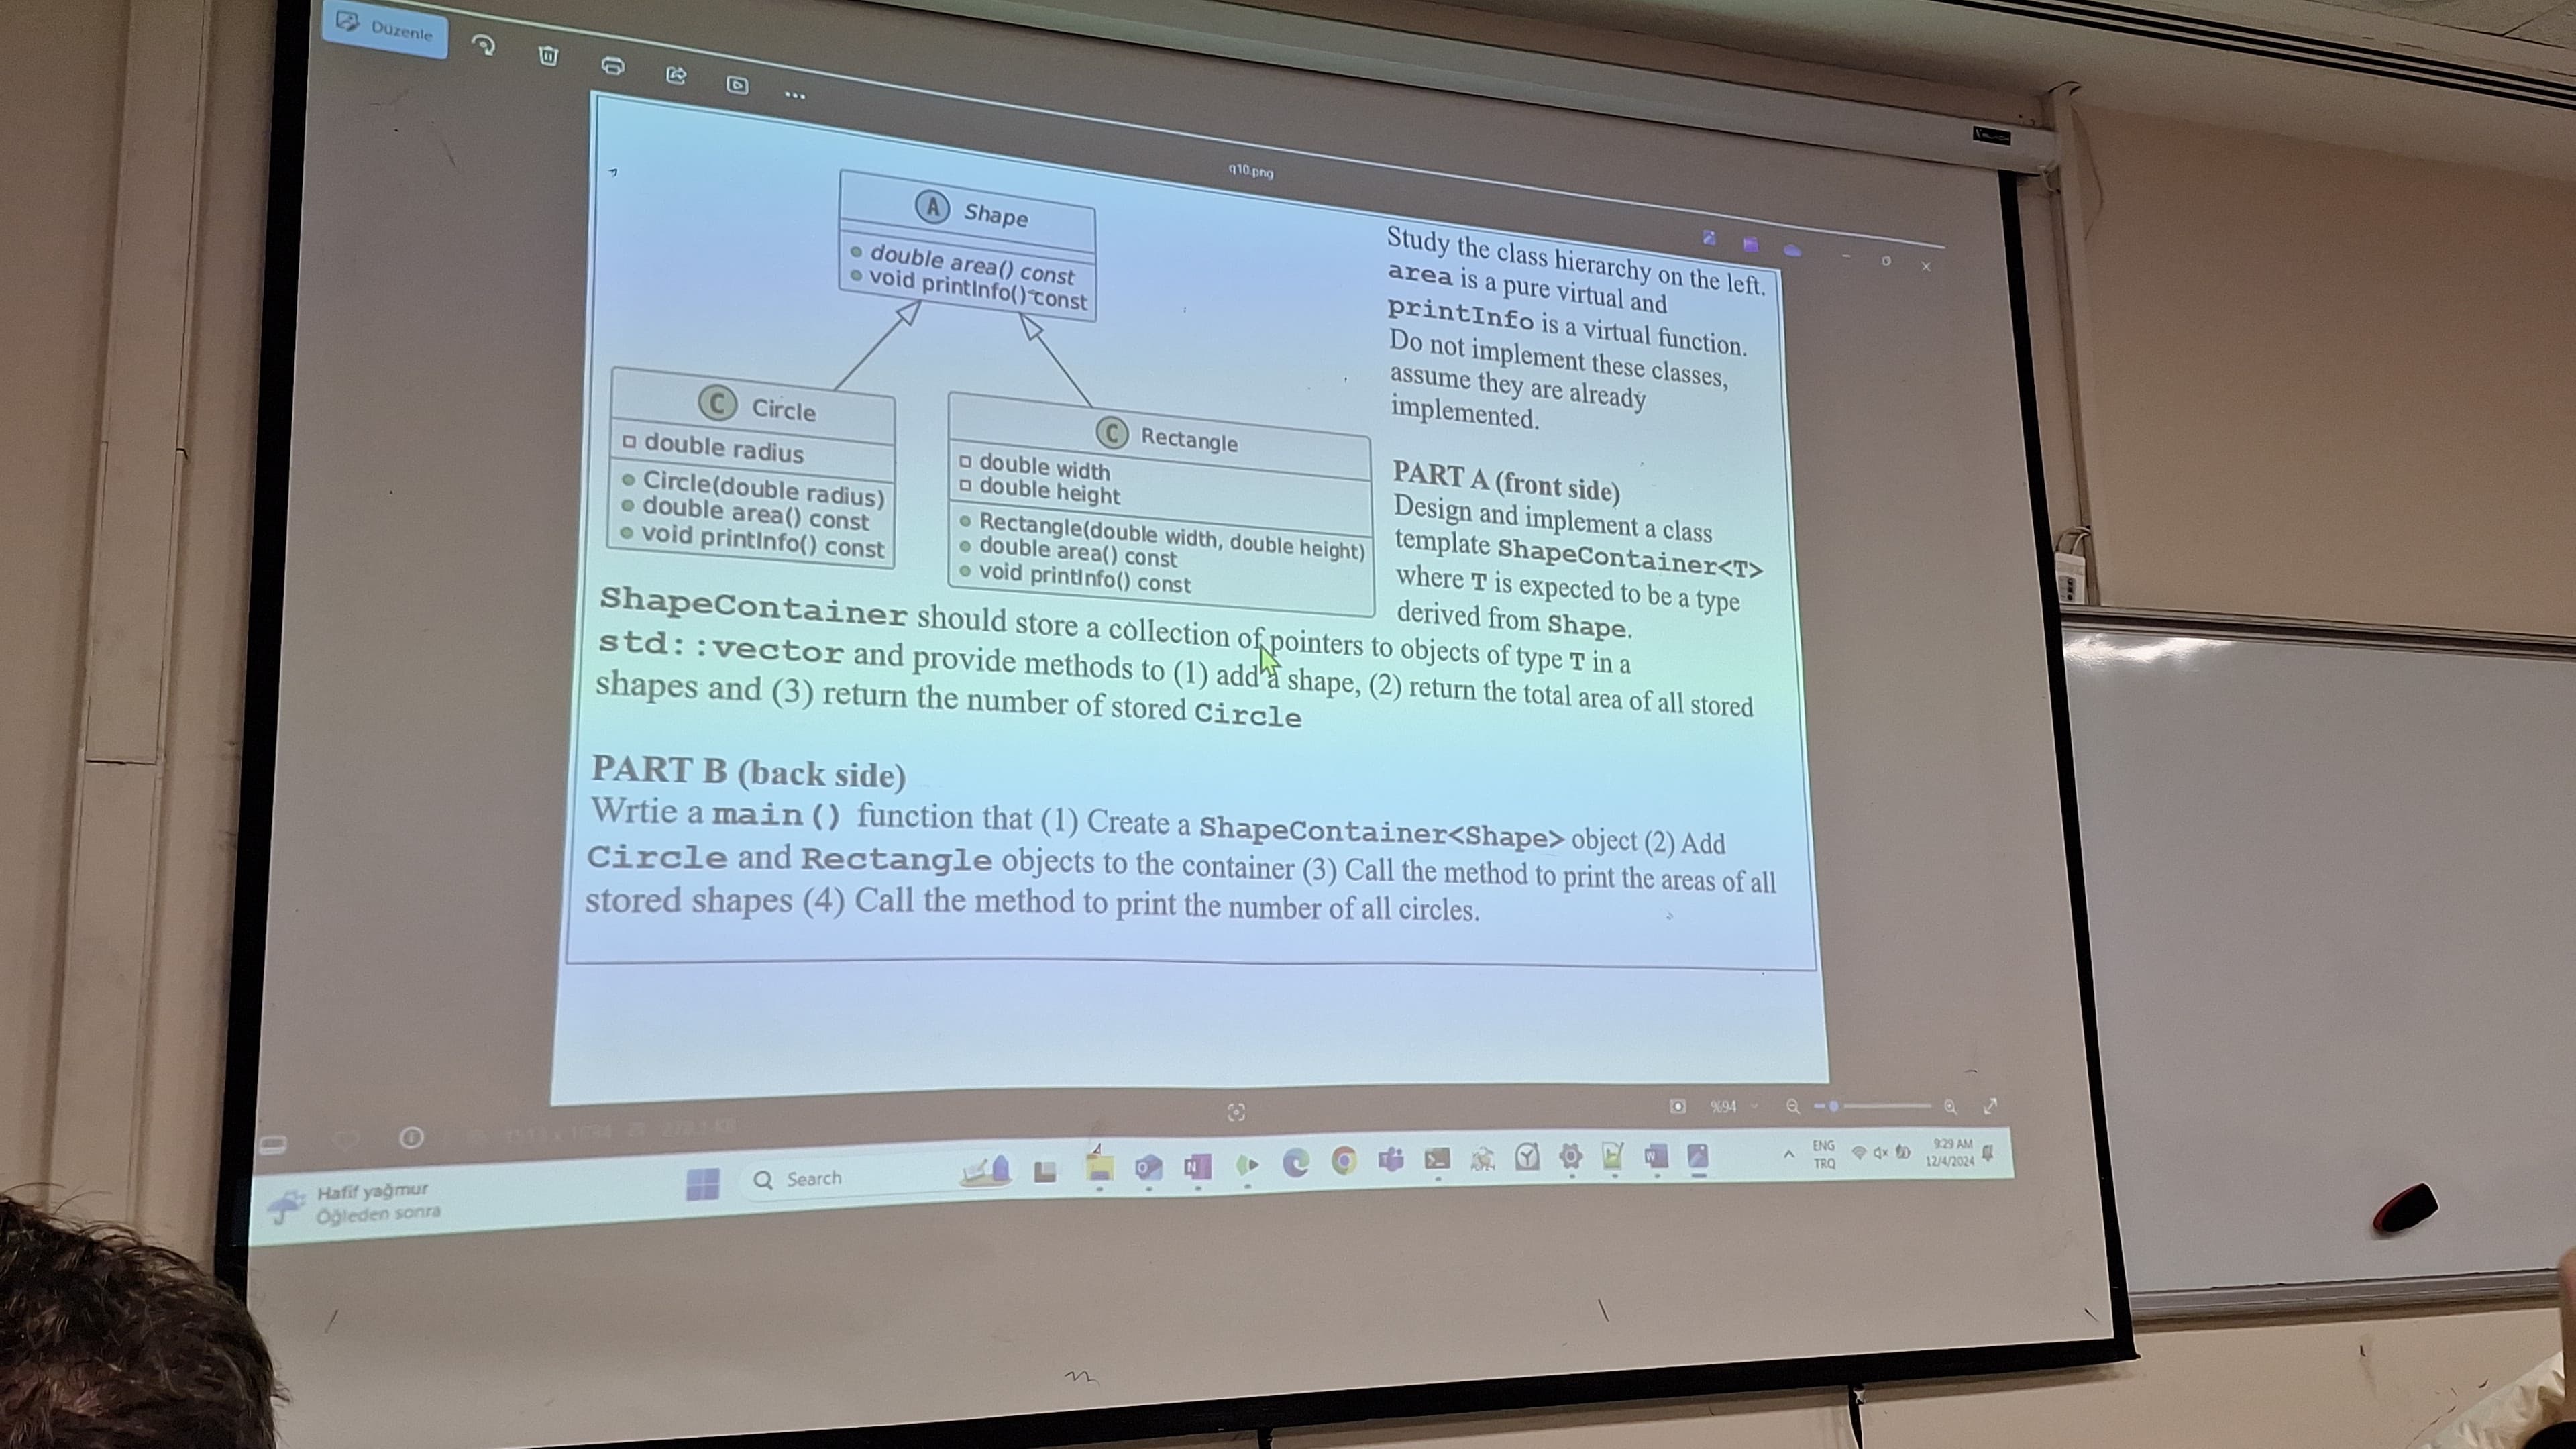 Düzenle
q10.png
A Shape
double area() const
void printInfo() const
C Circle
double radius
Circle(double radius)
double area() const
void printInfo() const
C Rectangle
double width
double height
Rectangle(double width, double height)
double area() const
void printInfo() const
Study the class hierarchy on the left.
area is a pure virtual and
printInfo is a virtual function.
Do not implement these classes,
assume they are already
implemented.
PART A (front side)
Design and implement a class
template ShapeContainer<T>
where T is expected to be a type
derived from Shape.
ShapeContainer should store a collection of pointers to objects of type T in a
std::vector and provide methods to (1) add a shape, (2) return the total area of all stored
shapes and (3) return the number of stored Circle
PART B (back side)
Wrtie a main() function that (1) Create a ShapeContainer<Shape> object (2) Add
Circle and Rectangle objects to the container (3) Call the method to print the areas of all
stored shapes (4) Call the method to print the number of all circles.
%94
Hafif yağmur
Öğleden sonra
Search
ENG
TRQ
9:29 AM
12/4/2024